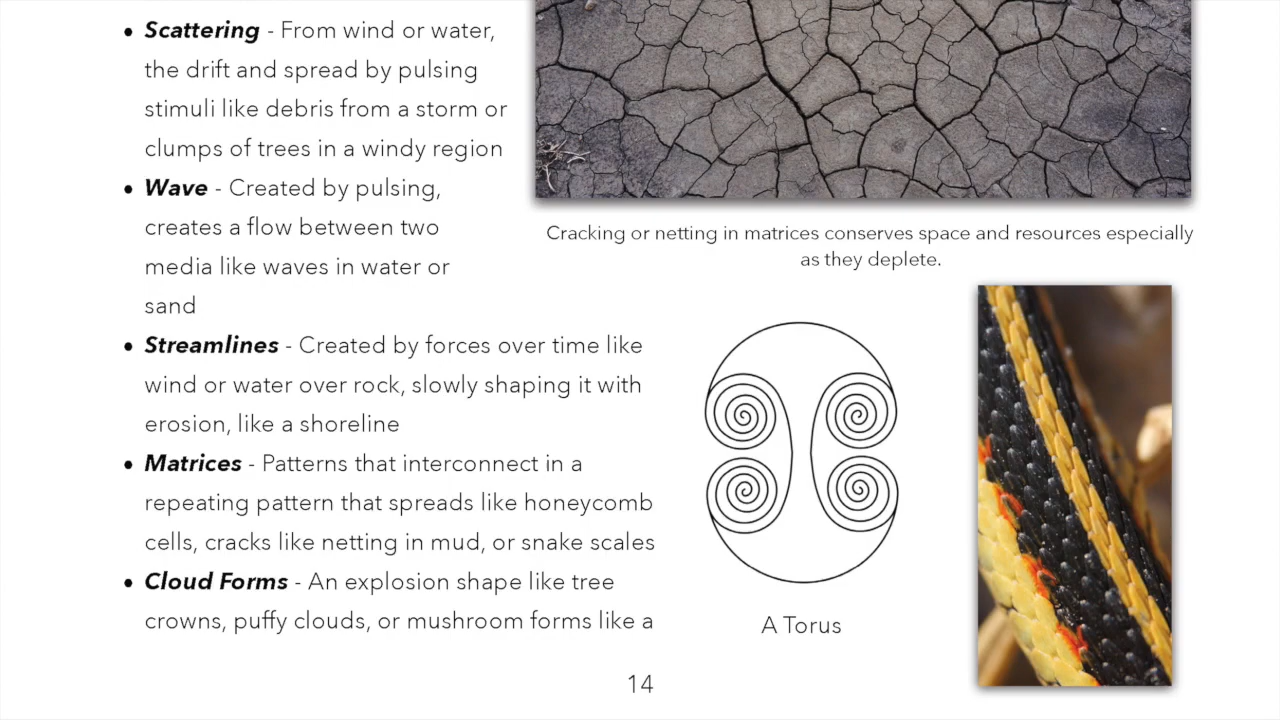 • Scattering - From wind or water,
the drift and spread by pulsing
stimuli like debris from a storm or
clumps of trees in a windy region
• Wave - Created by pulsing,
creates a flow between two
media like waves in water or
sand
• Streamlines - Created by forces over time like
wind or water over rock, slowly shaping it with
erosion, like a shoreline
• Matrices - Patterns that interconnect in a
repeating pattern that spreads like honeycomb
cells, cracks like netting in mud, or snake scales
• Cloud Forms - An explosion shape like tree
crowns, puffy clouds, or mushroom forms like a
Cracking or netting in matrices conserves space and resources especially
as they deplete.
A Torus
14